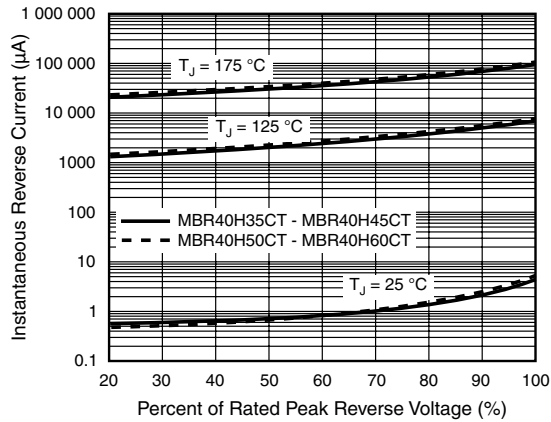 Instantaneous Reverse Current (µA)
1 000 000
100 000
10 000
1000
100
10
1
0.1
T_J = 175 °C
T_J = 125 °C
MBR40H35CT - MBR40H45CT
MBR40H50CT - MBR40H60CT
T_J = 25 °C
20 30 40 50 60 70 80 90 100
Percent of Rated Peak Reverse Voltage (%)